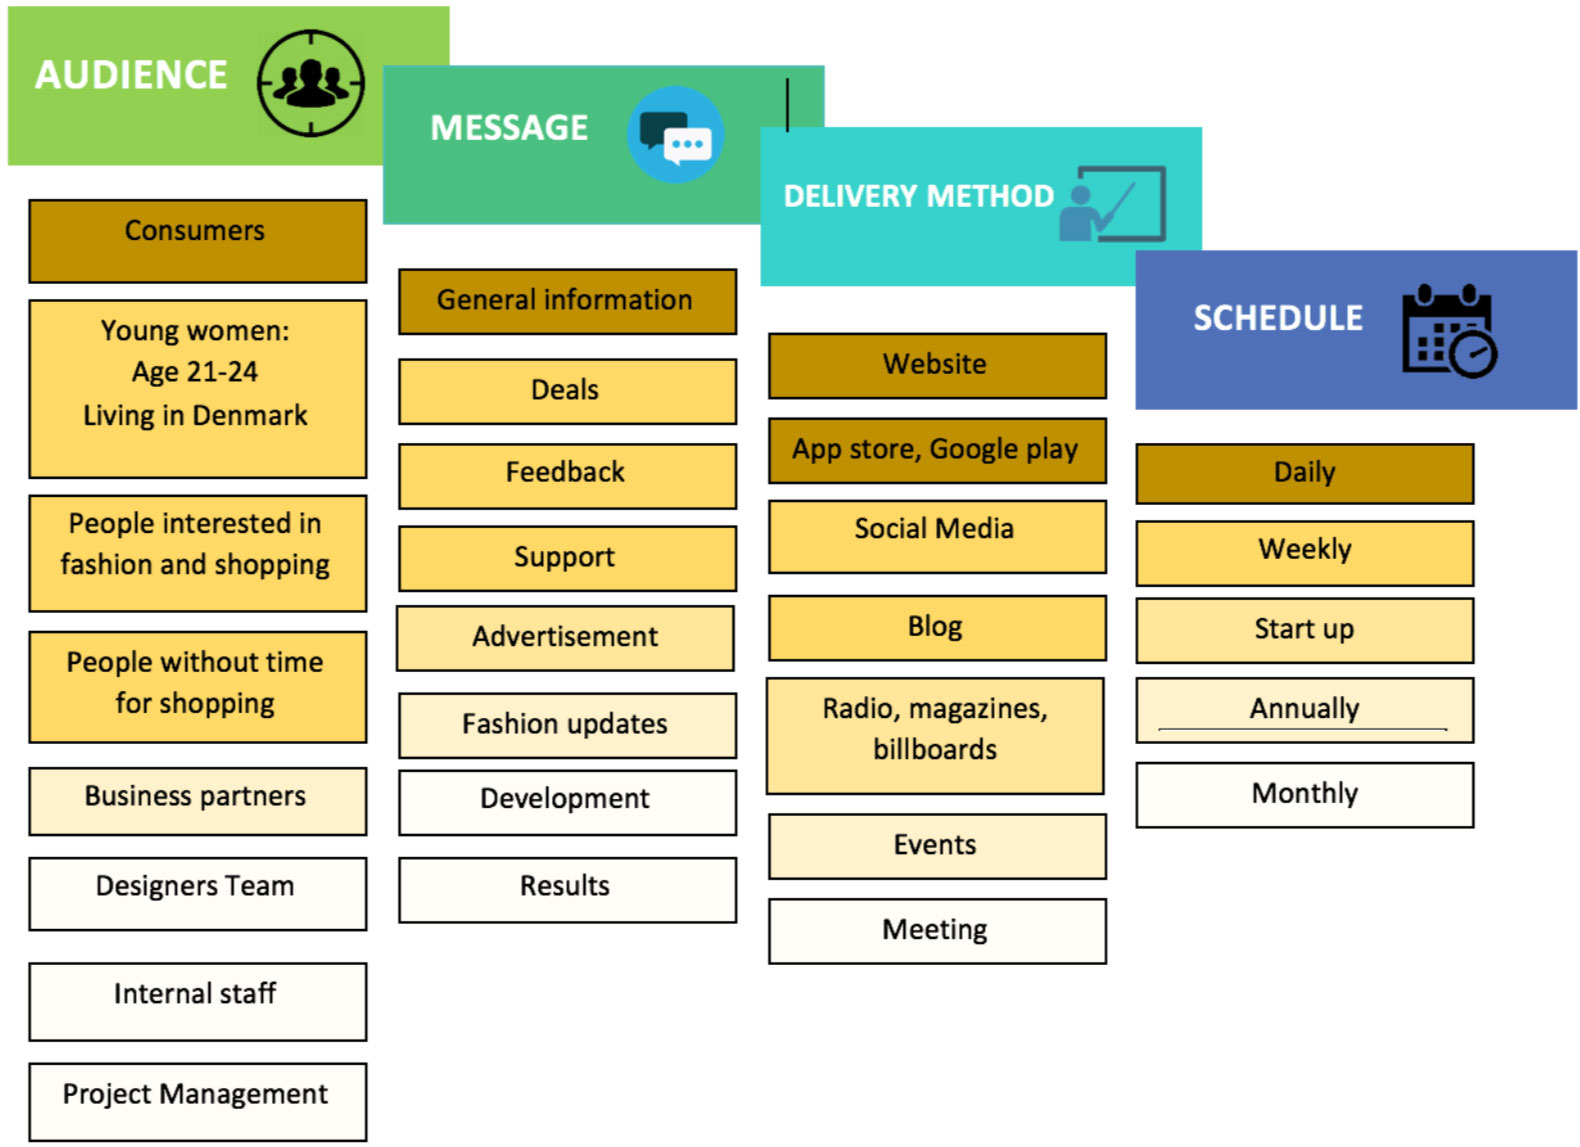 AUDIENCE
Consumers
Young women:
Age 21-24
Living in Denmark
People interested in
fashion and shopping
People without time
for shopping
Business partners
Designers Team
Internal staff
Project Management
MESSAGE
General information
Deals
Feedback
Support
Advertisement
Fashion updates
Development
Results
DELIVERY METHOD
Website
App store, Google play
Social Media
Blog
Radio, magazines,
billboards
Events
Meeting
SCHEDULE
Daily
Weekly
Start up
Annually
Monthly